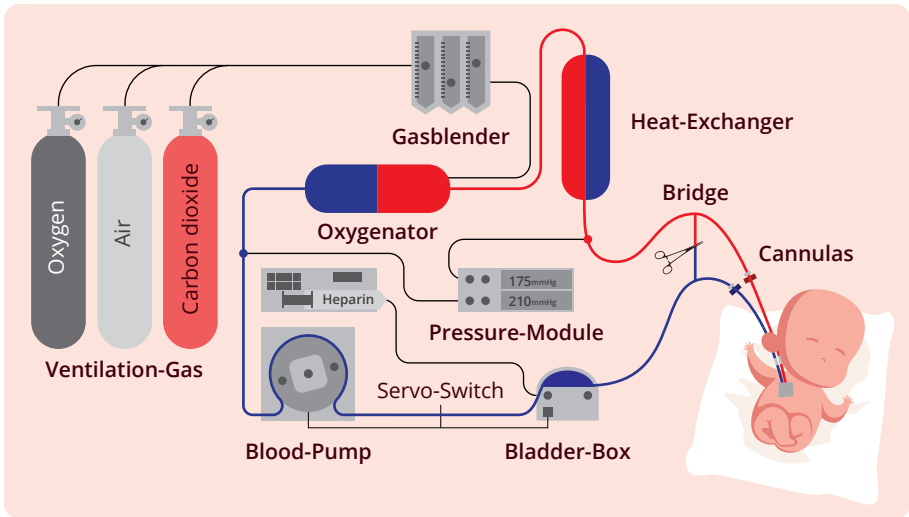 Gasblender
Heat-Exchanger
Oxygen
Air
Carbon dioxide
Bridge
Oxygenator
Cannulas
175mmHg
210mmHg
Heparin
Pressure-Module
Ventilation-Gas
Servo-Switch
Blood-Pump
Bladder-Box